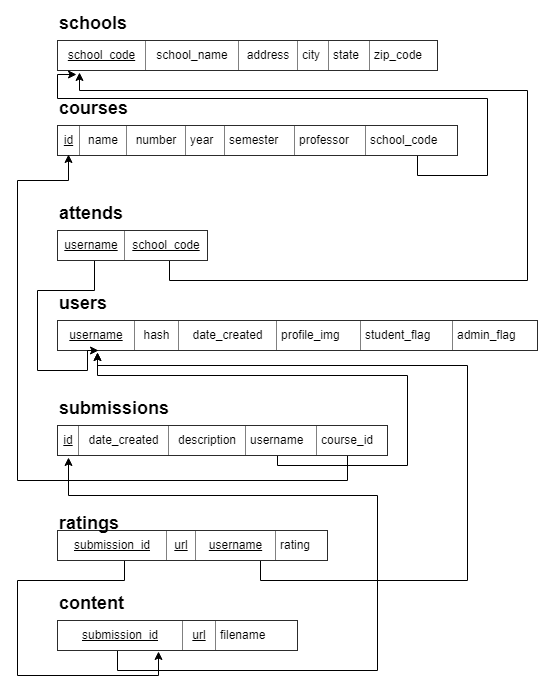 schools
school_code school_name address city state zip_code
courses
id name number year semester professor school_code
attends
username school_code
users
username hash date_created profile_img student_flag admin_flag
submissions
id date_created description username course_id
ratings
submission_id url username rating
content
submission_id url filename